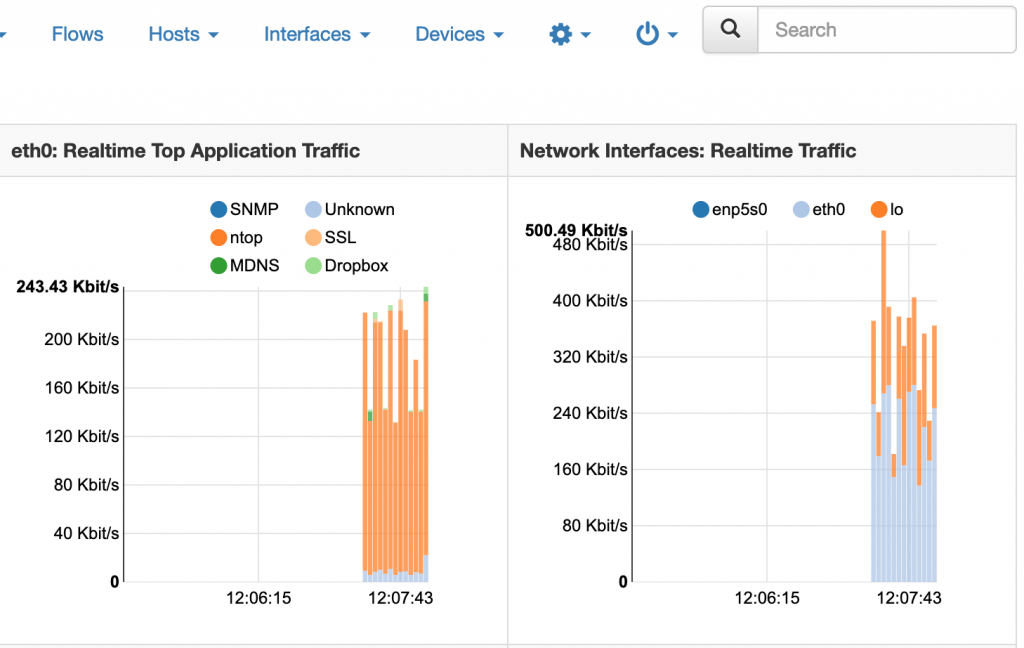 Flows Hosts Interfaces Devices Search
eth0: Realtime Top Application Traffic
SNMP Unknown
ntop SSL
MDNS Dropbox
243.43 Kbit/s
200 Kbit/s
160 Kbit/s
120 Kbit/s
80 Kbit/s
40 Kbit/s
0
12:06:15 12:07:43
Network Interfaces: Realtime Traffic
enp5s0 eth0 lo
500.49 Kbit/s
480 Kbit/s
400 Kbit/s
320 Kbit/s
240 Kbit/s
160 Kbit/s
80 Kbit/s
0
12:06:15 12:07:43